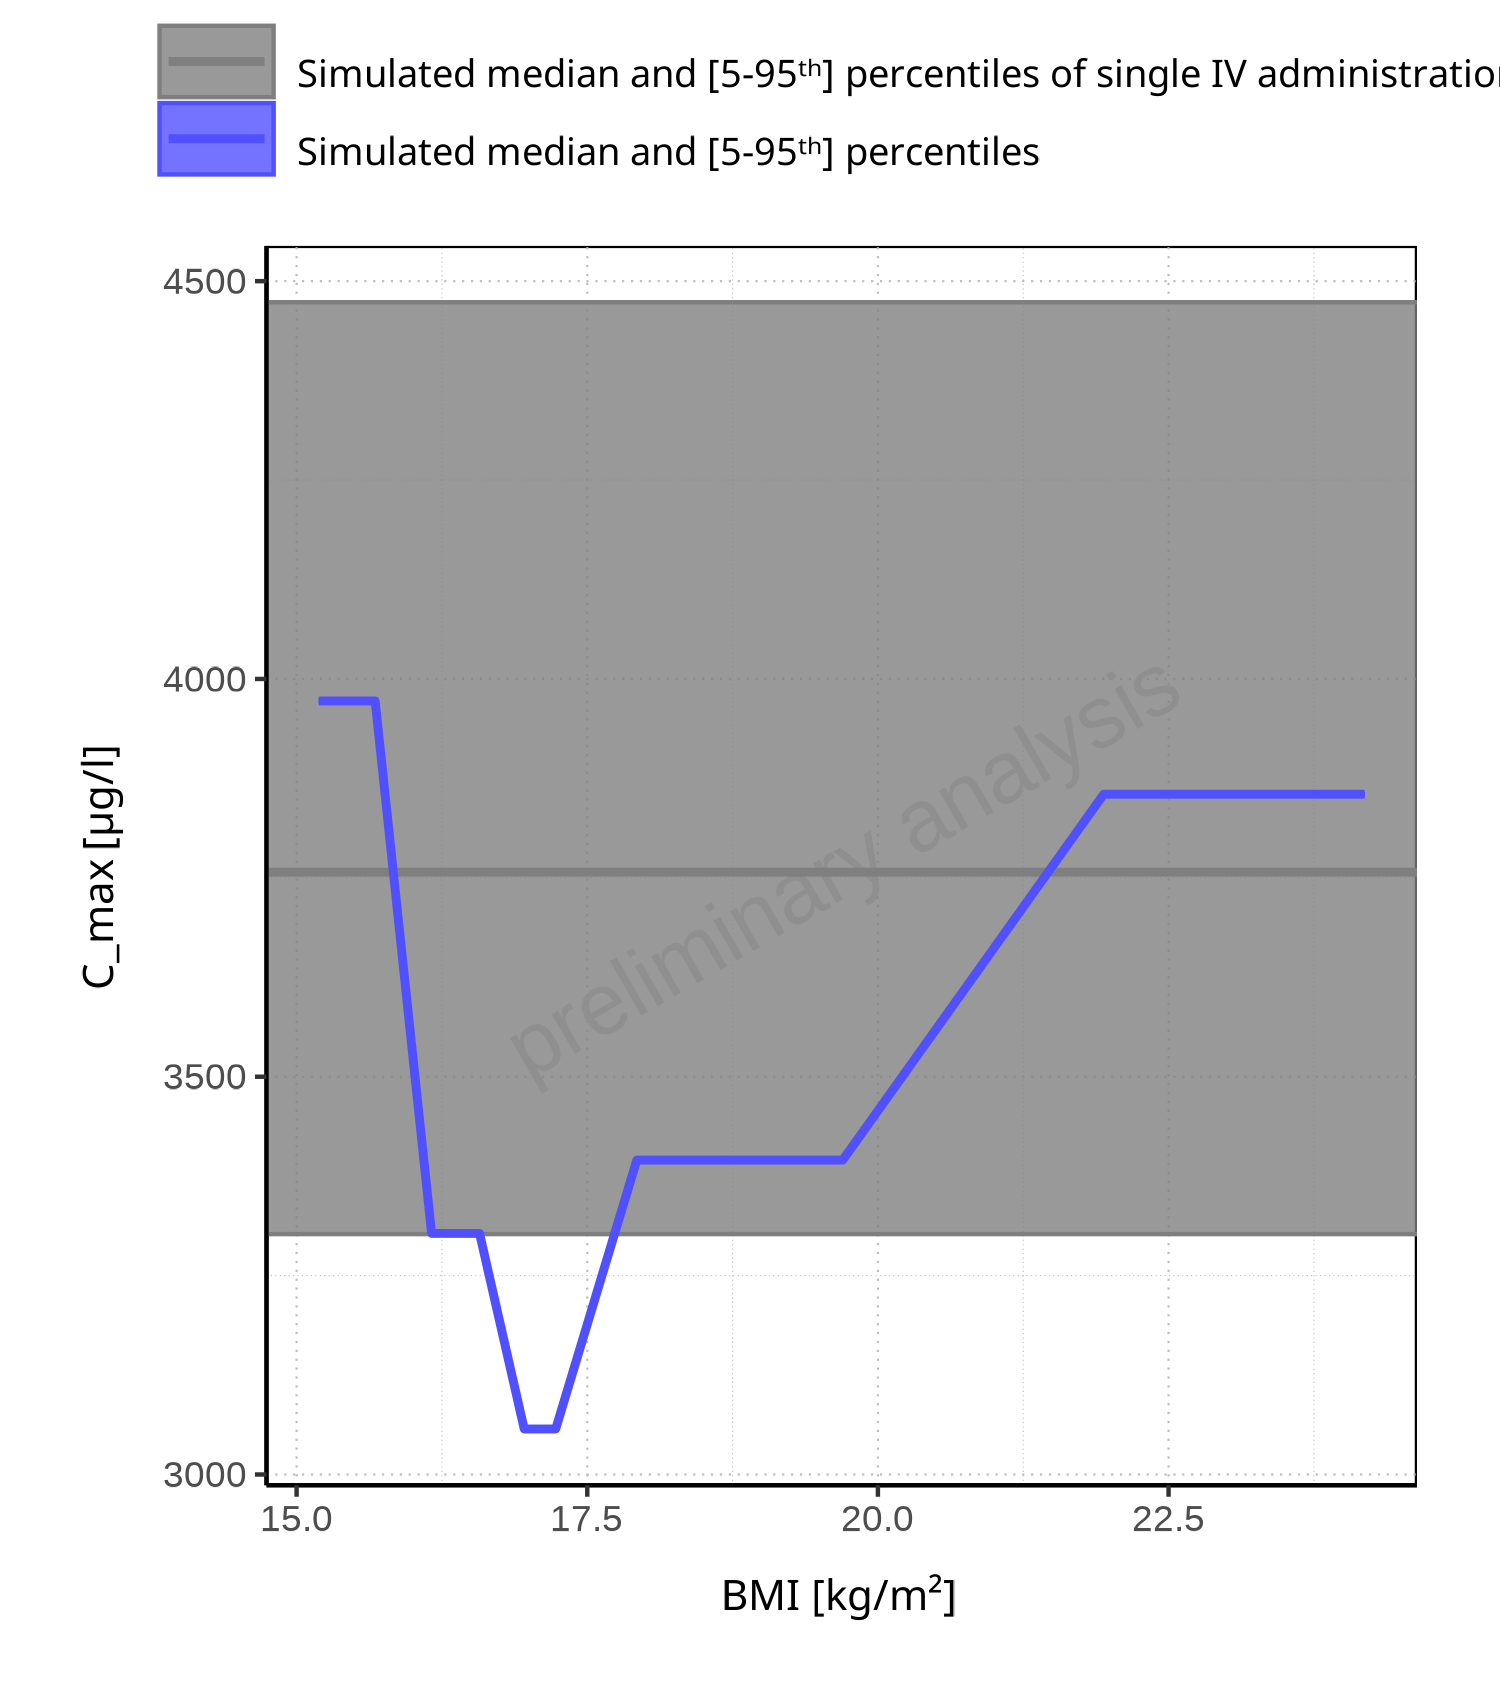 Simulated median and [5-95ᵗʰ] percentiles of single IV administratio
Simulated median and [5-95ᵗʰ] percentiles
4500
4000
3500
3000
C_max [µg/l]
preliminary analysis
15.0 17.5 20.0 22.5
BMI [kg/m²]